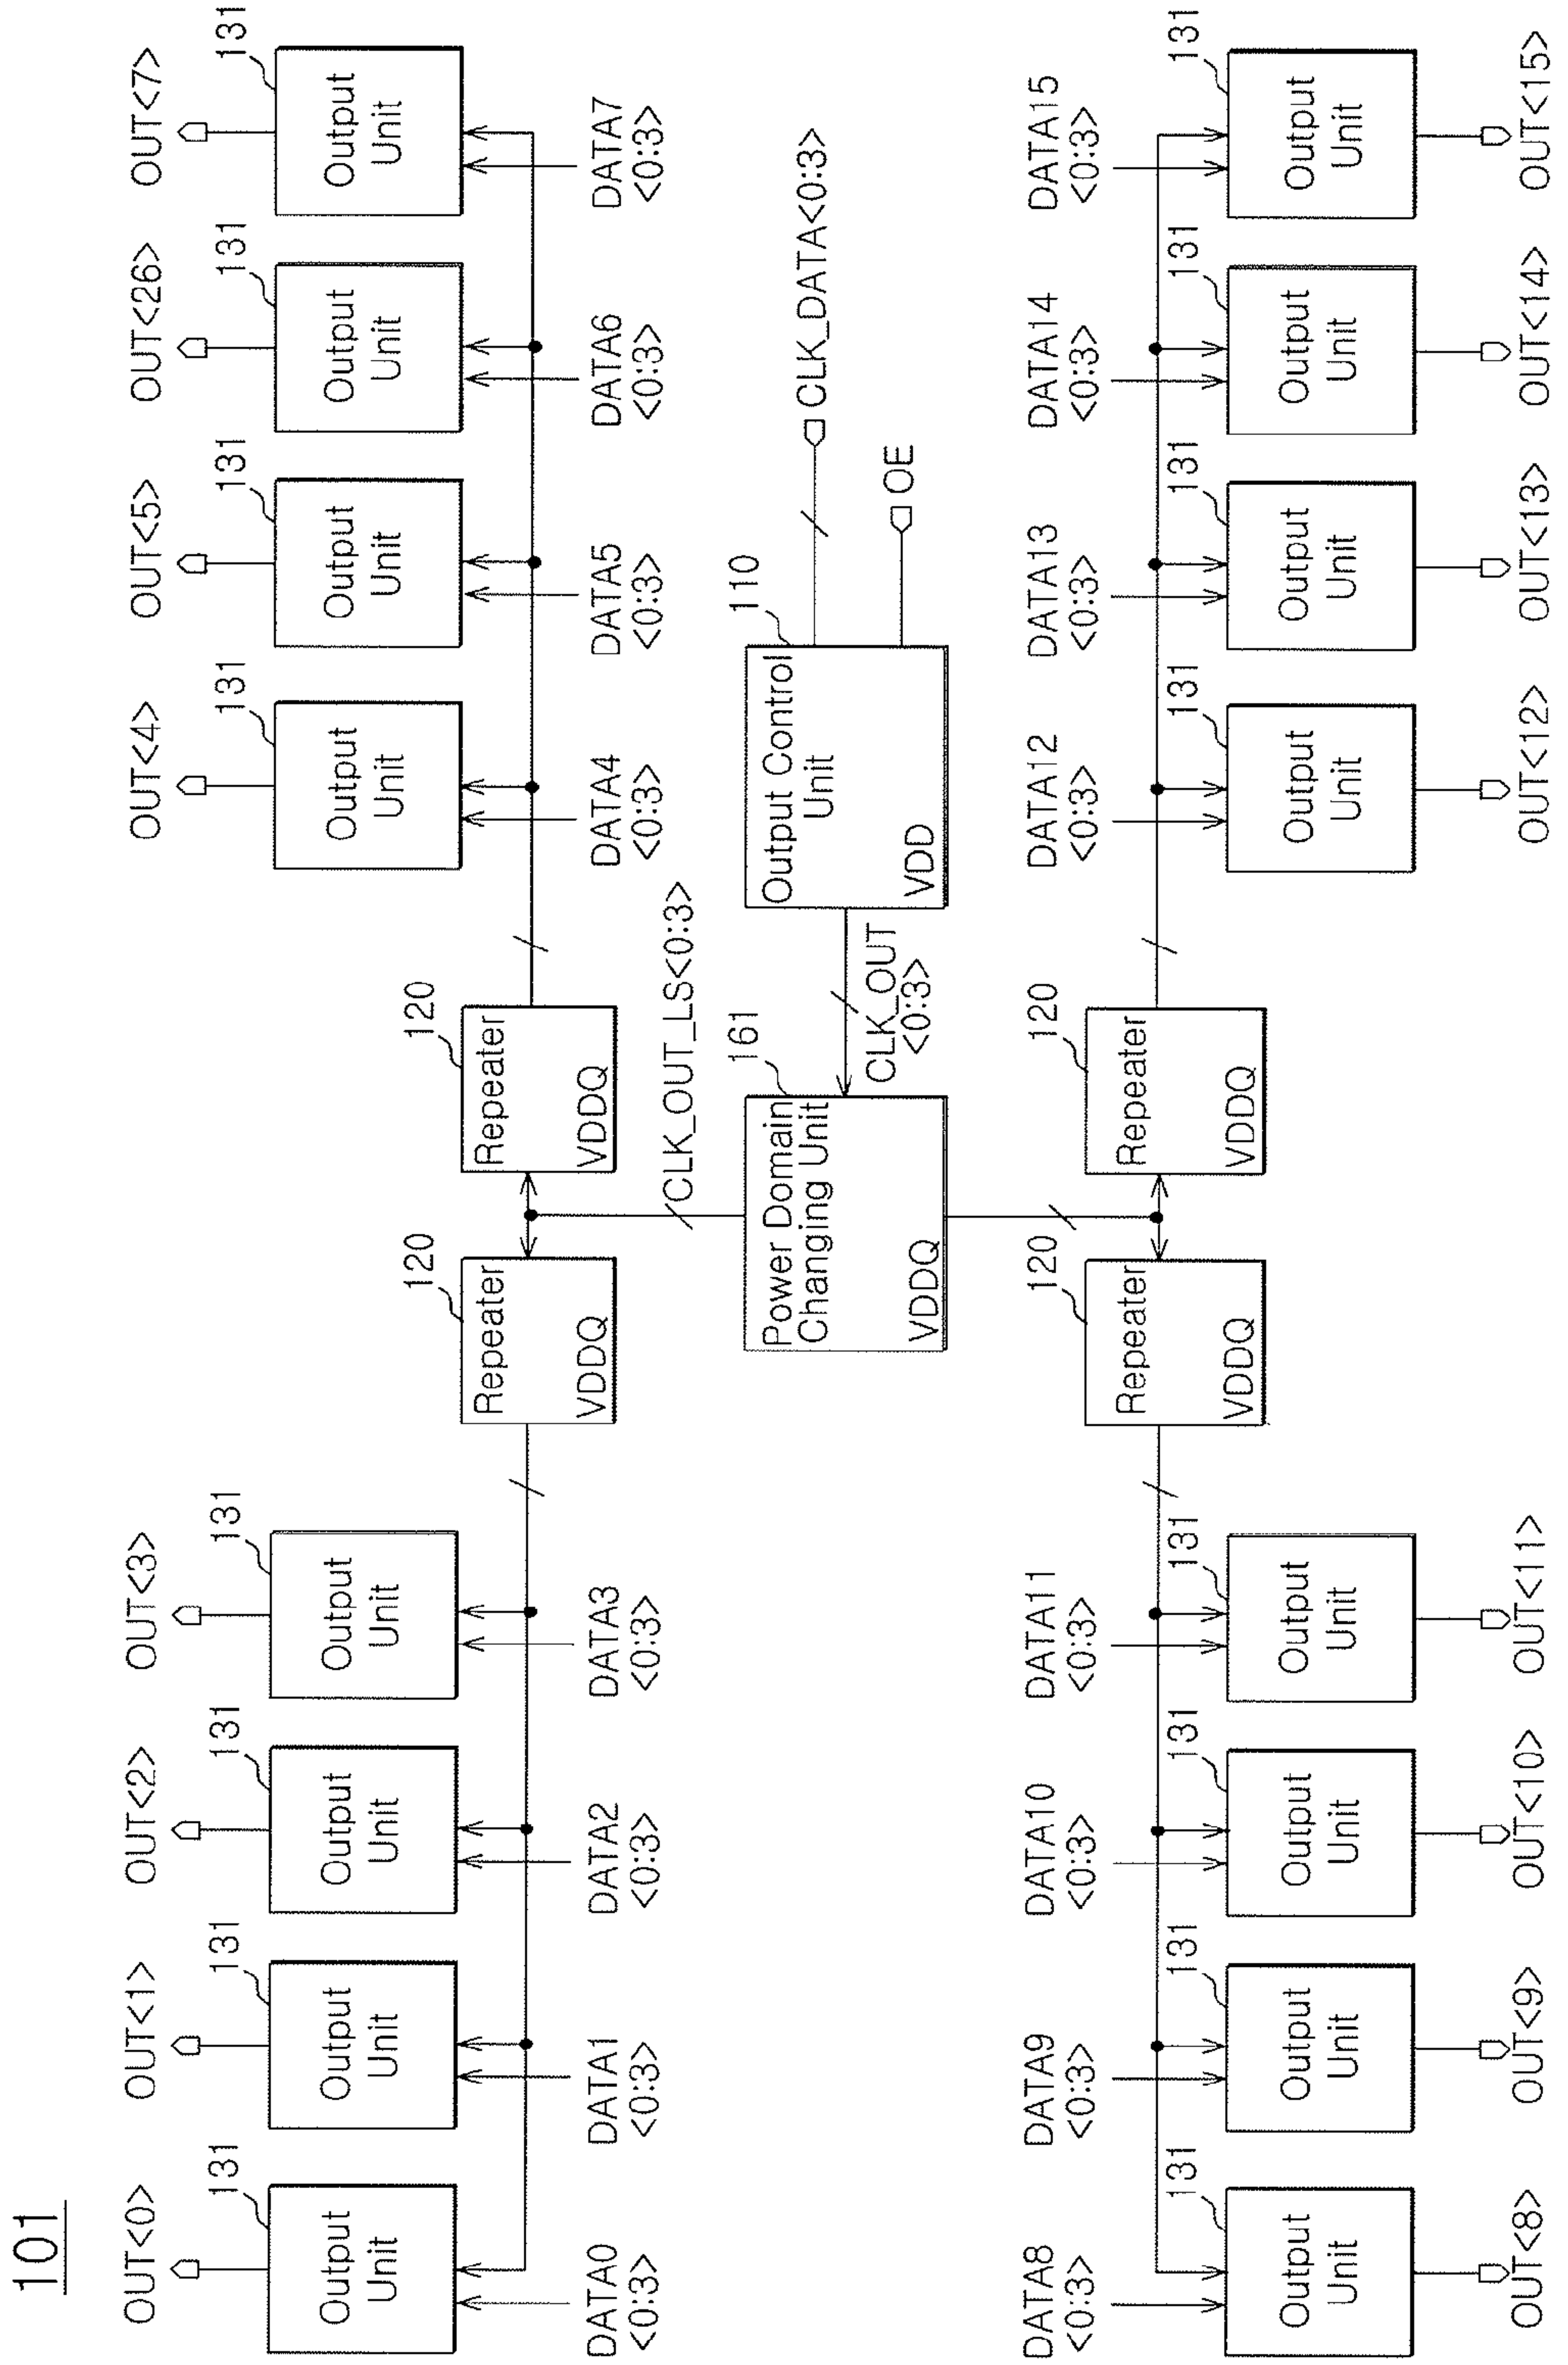 101
OUT<0>
OUT<1>
OUT<2>
OUT<3>
OUT<4>
OUT<5>
OUT<26>
OUT<7>
131
131
131
131
131
131
131
131
Output
Unit
Output
Unit
Output
Unit
Output
Unit
Output
Unit
Output
Unit
Output
Unit
Output
Unit
DATA0
<0:3>
DATA1
<0:3>
DATA2
<0:3>
DATA3
<0:3>
DATA4
<0:3>
DATA5
<0:3>
DATA6
<0:3>
DATA7
<0:3>
120
Repeater
VDDQ
120
Repeater
VDDQ
CLK_OUT_LS<0:3>
161
Power Domain
Changing Unit
VDDQ
CLK_OUT
<0:3>
110
Output Control
Unit
VDD
CLK_DATA<0:3>
OE
120
Repeater
VDDQ
120
Repeater
VDDQ
DATA8
<0:3>
DATA9
<0:3>
DATA10
<0:3>
DATA11
<0:3>
DATA12
<0:3>
DATA13
<0:3>
DATA14
<0:3>
DATA15
<0:3>
131
131
131
131
131
131
131
131
Output
Unit
Output
Unit
Output
Unit
Output
Unit
Output
Unit
Output
Unit
Output
Unit
Output
Unit
OUT<8>
OUT<9>
OUT<10>
OUT<11>
OUT<12>
OUT<13>
OUT<14>
OUT<15>